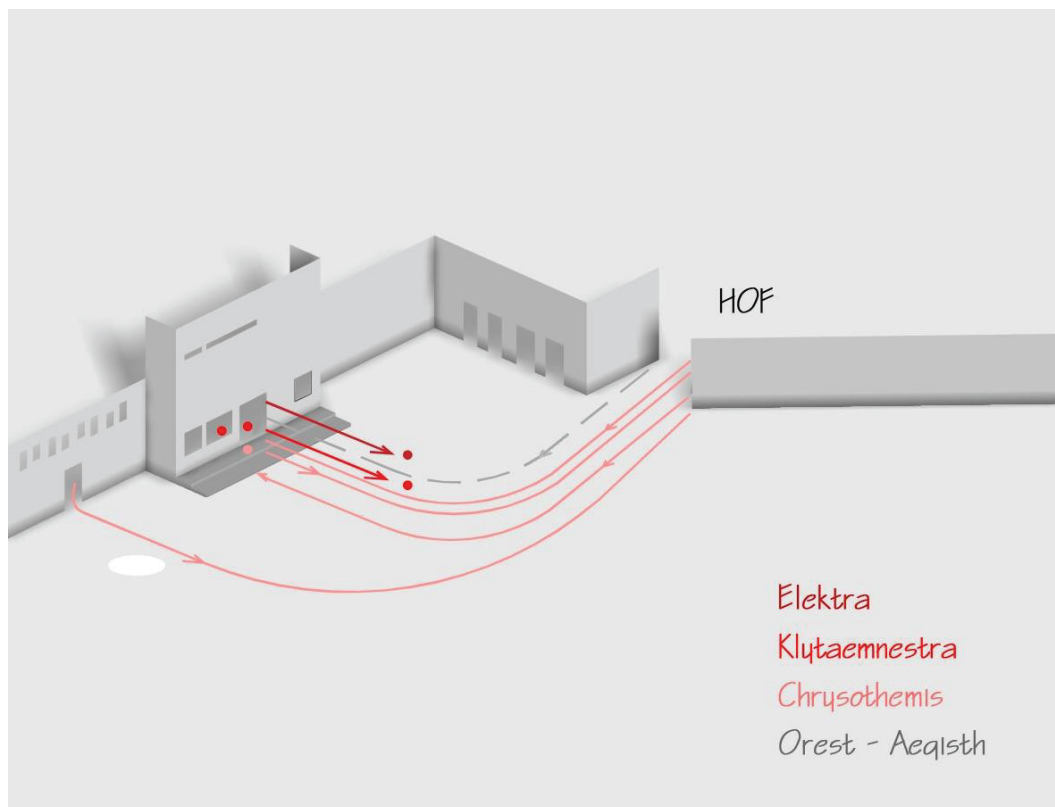 HOF
Elektra
Klytaemnestra
Chrysothemis
Orest - Aegisth